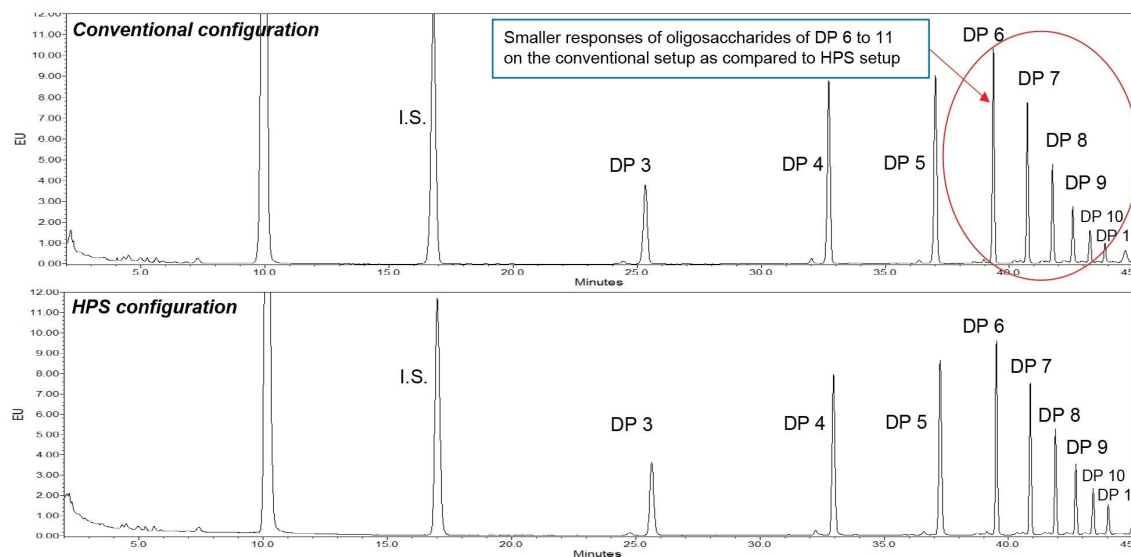 Conventional configuration
Smaller responses of oligosaccharides of DP 6 to 11
on the conventional setup as compared to HPS setup
DP 6
DP 7
I.S.
DP 8
DP 3
DP 4
DP 5
DP 9
DP 10
DP 1
EU
12.00
11.00
10.00
9.00
8.00
7.00
6.00
5.00
4.00
3.00
2.00
1.00
0.00
5.0 10.0 15.0 20.0 25.0 30.0 35.0 40.0 45
Minutes
HPS configuration
DP 6
DP 7
I.S.
DP 8
DP 3
DP 4
DP 5
DP 9
DP 10
DP 1
EU
12.00
11.00
10.00
9.00
8.00
7.00
6.00
5.00
4.00
3.00
2.00
1.00
0.00
5.0 10.0 15.0 20.0 25.0 30.0 35.0 40.0 45
Minutes